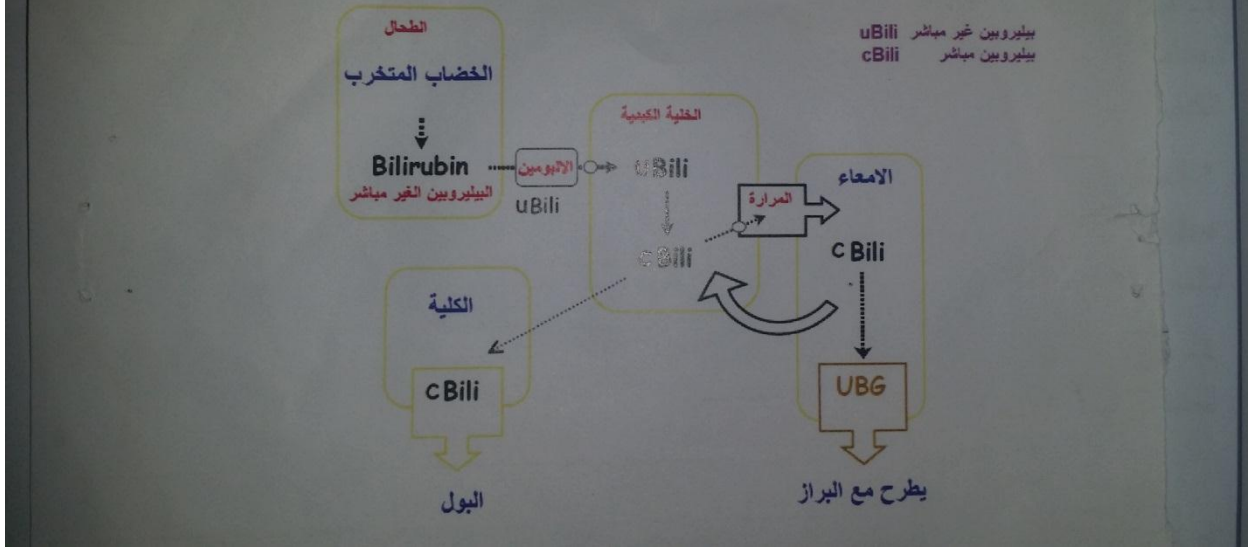 بيليروبين غير مباشر uBili
بيليروبين مباشر cBili
الطحال
الخضاب المتخرب
Bilirubin
البيليروبين الغير مباشر
الالبومين
uBili
الخلية الكبدية
uBili
cBili
المرارة
الامعاء
cBili
UBG
يطرح مع البراز
الكلية
cBili
البول